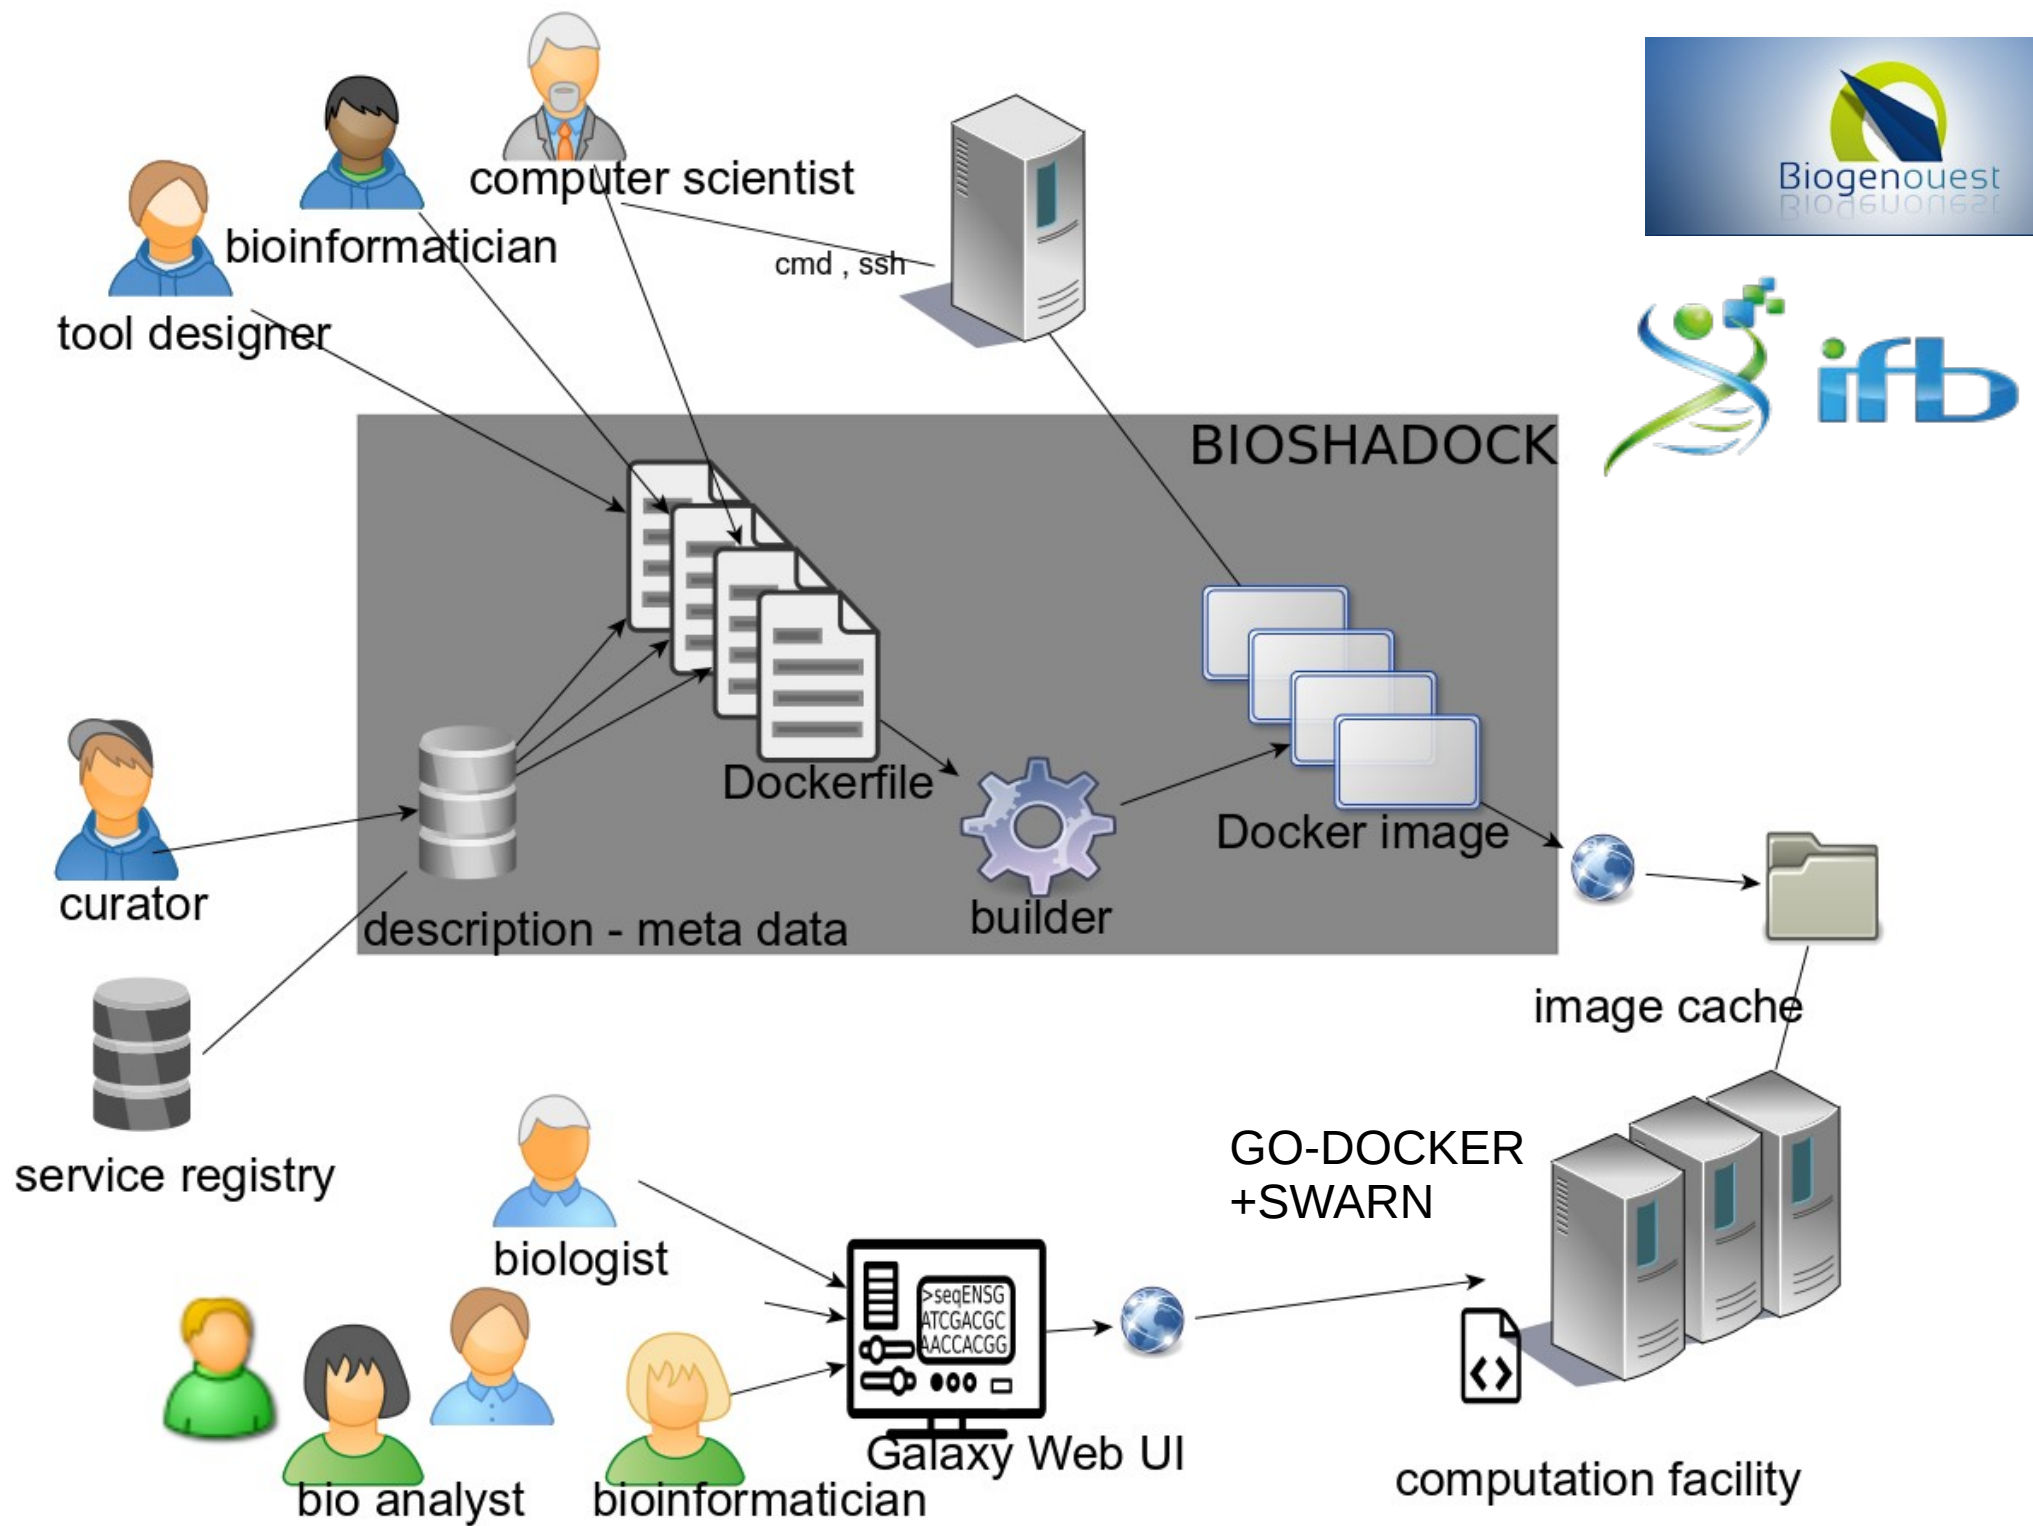 computer scientist
bioinformatician
cmd , ssh
tool designer
Biogenouest
ifb
BIOSHADOCK
Dockerfile
Docker image
curator
builder
description - meta data
image cache
service registry
GO-DOCKER
+SWARN
biologist
>seqENSG
ATCGACGC
AACCACGG
Galaxy Web UI
bio analyst
bioinformatician
computation facility